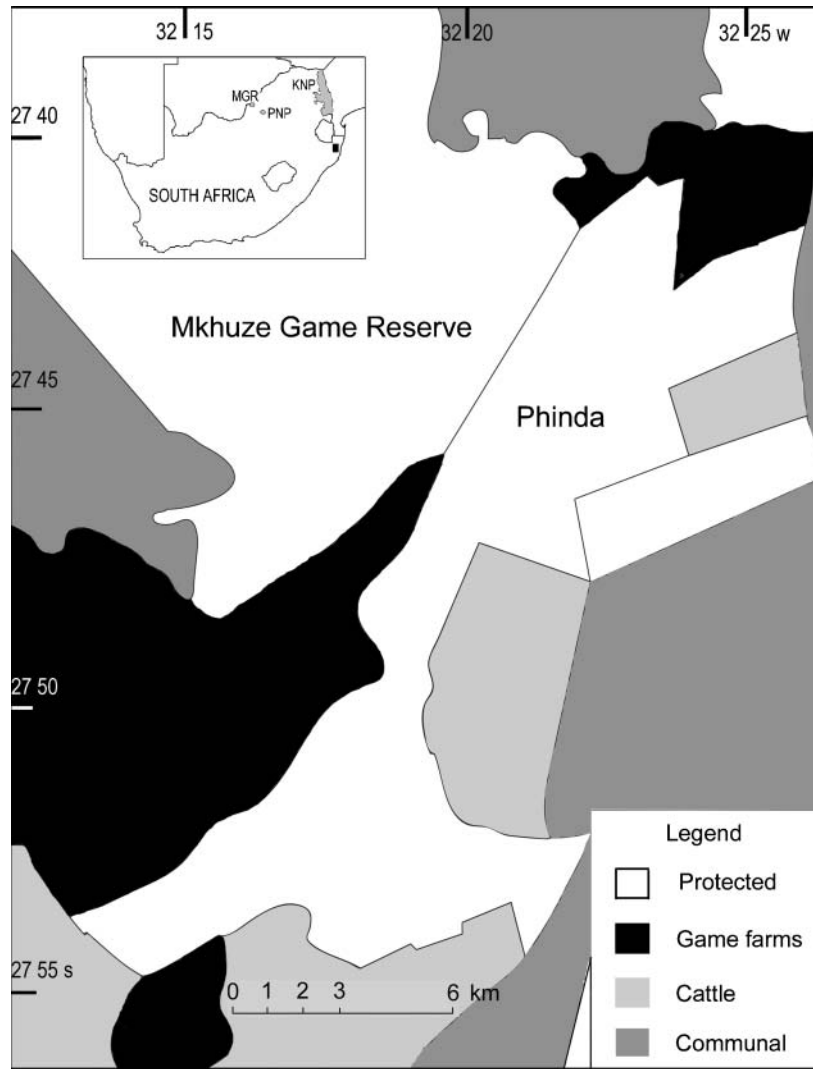 32 15
32 20
32 25 w
KNP
MGR
PNP
27 40
SOUTH AFRICA
Mkhuze Game Reserve
27 45
Phinda
27 50
Legend
Protected
Game farms
27 55 s
Cattle
0 1 2 3 6 km
Communal